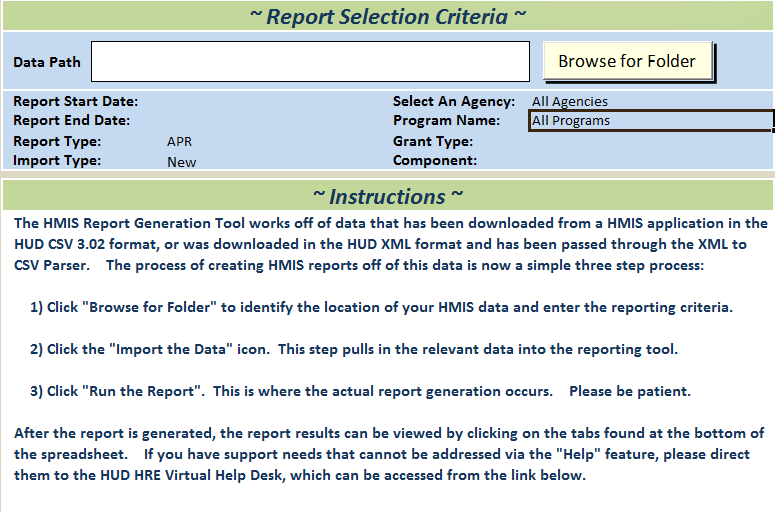 ~ Report Selection Criteria ~
Data Path
Browse for Folder
Report Start Date:
Select An Agency: All Agencies
Report End Date:
Program Name: All Programs
Report Type: APR
Grant Type:
Import Type: New
Component:
~ Instructions ~
The HMIS Report Generation Tool works off of data that has been downloaded from a HMIS application in the
HUD CSV 3.02 format, or was downloaded in the HUD XML format and has been passed through the XML to
CSV Parser. The process of creating HMIS reports off of this data is now a simple three step process:
1) Click "Browse for Folder" to identify the location of your HMIS data and enter the reporting criteria.
2) Click the "Import the Data" icon. This step pulls in the relevant data into the reporting tool.
3) Click "Run the Report". This is where the actual report generation occurs. Please be patient.
After the report is generated, the report results can be viewed by clicking on the tabs found at the bottom of
the spreadsheet. If you have support needs that cannot be addressed via the "Help" feature, please direct
them to the HUD HRE Virtual Help Desk, which can be accessed from the link below.